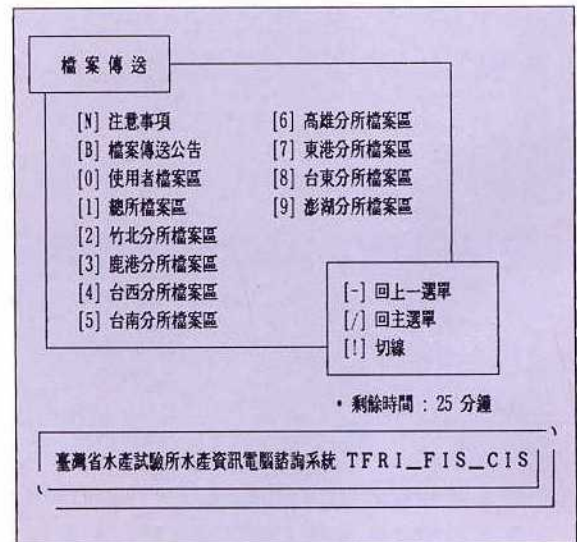 檔案傳送
[N] 注意事項
[B] 檔案傳送公告
[0] 使用者檔案區
[1] 總所檔案區
[2] 竹北分所檔案區
[3] 鹿港分所檔案區
[4] 台西分所檔案區
[5] 台南分所檔案區
[6] 高雄分所檔案區
[7] 東港分所檔案區
[8] 台東分所檔案區
[9] 澎湖分所檔案區
[-] 回上一選單
[/] 回主選單
[!] 切線
• 剩餘時間 : 25 分鐘
臺灣省水產試驗所水產資訊電腦諮詢系統 TFRI_FIS_CIS